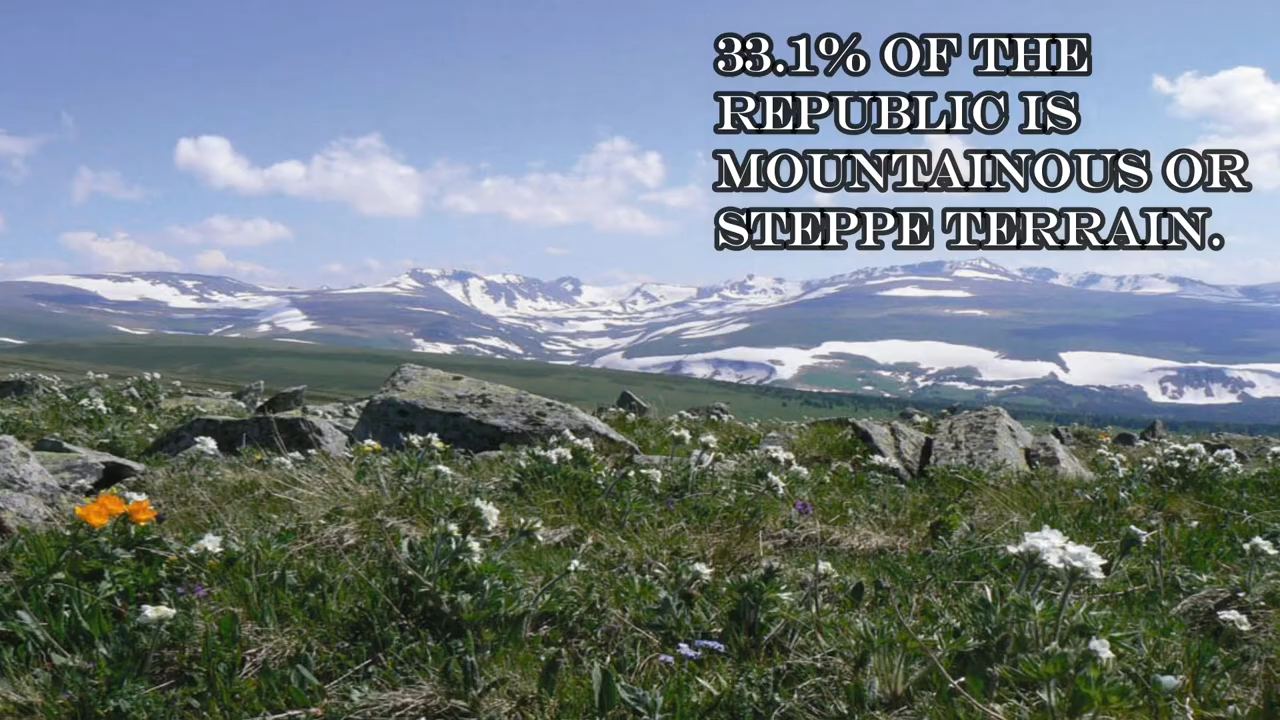 33.1% OF THE
REPUBLIC IS
MOUNTAINOUS OR
STEPPE TERRAIN.